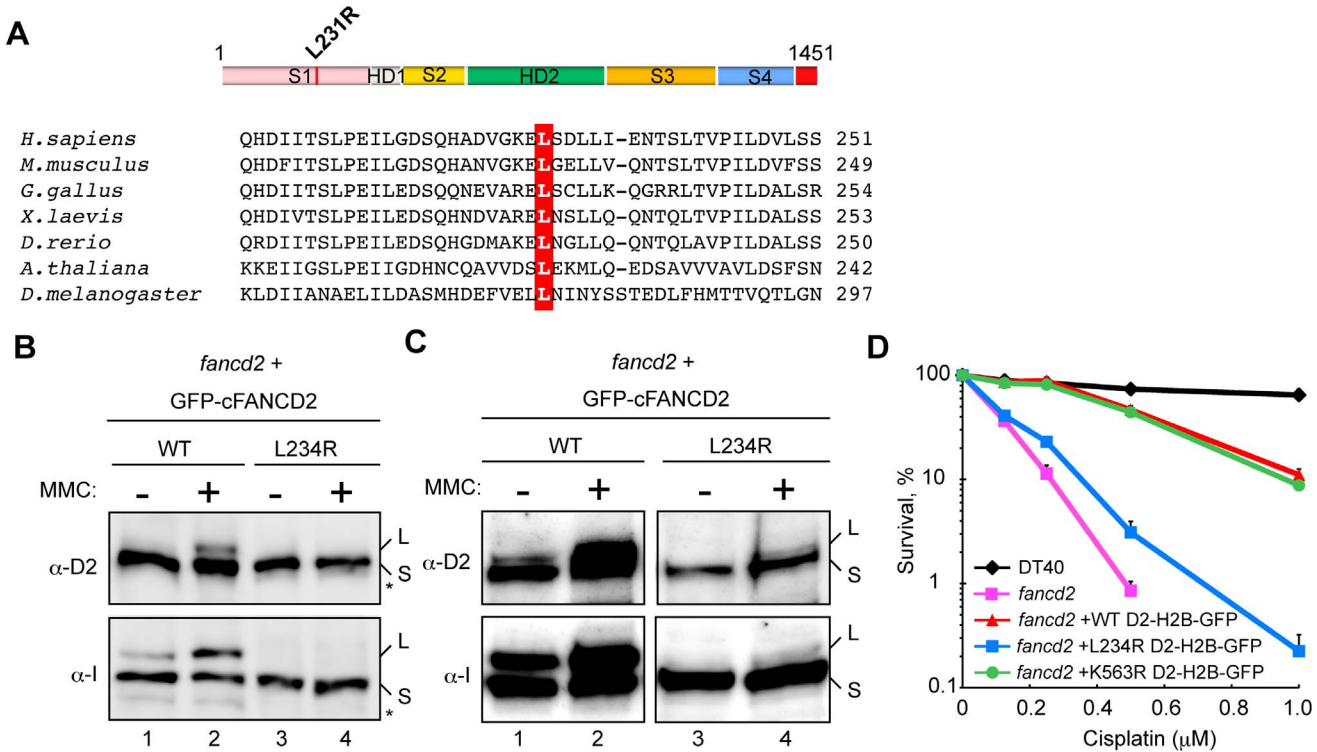 A
1
L231R
1451
S1 HD1 S2 HD2 S3 S4
H.sapiens QHDIITSLPEILGDSQHADVGKELSDLLI-ENTSLTVPILDVLSS 251
M.musculus QHDFITSLPEILGDSQHANVGKELGELLV-QNTSLTVPILDVFSS 249
G.gallus QHDIITSLPEILEDSQQNEVARELSCLLK-QGRRLTVPILDALSR 254
X.laevis QHDIVTSLPEILEDSQHNDVARELNSLLQ-QNTQLTVPILDALSS 253
D.rerio QRDIITSLPEILEDSQHGDMAKELNGLLQ-QNTQLAVPILDALSS 250
A.thaliana KKEIIGSLPEIIGDHNCQAVVDSLEKMLQ-EDSAVVVAVLDSFSN 242
D.melanogaster KLDIIANAELILDASMHDEFVELLNINYSSTEDLFHMTTVQTLGN 297
B
fancd2 +
GFP-cFANCD2
WT L234R
MMC: - + - +
α-D2
L
S
*
α-I
L
S
*
1 2 3 4
C
fancd2 +
GFP-cFANCD2
WT L234R
MMC: - + - +
α-D2
L
S
α-I
L
S
1 2 3 4
D
Survival, %
100
10
1
0.1
DT40
fancd2
fancd2 +WT D2-H2B-GFP
fancd2 +L234R D2-H2B-GFP
fancd2 +K563R D2-H2B-GFP
0 0.2 0.4 0.6 0.8 1.0
Cisplatin (μM)